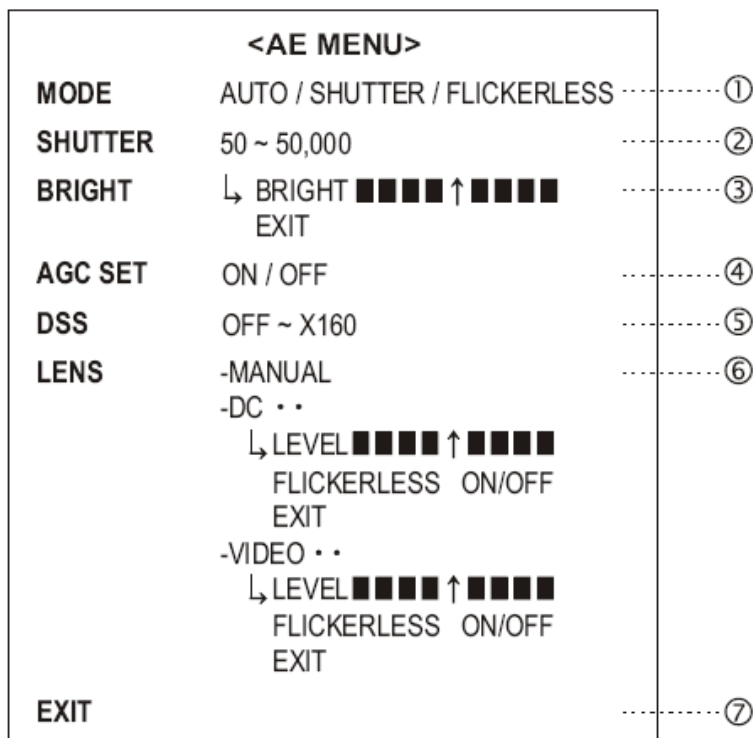 <AE MENU>
MODE AUTO / SHUTTER / FLICKERLESS ①
SHUTTER 50 ~ 50,000 ②
BRIGHT ↳ BRIGHT ■■■■↑■■■■ ③
EXIT
AGC SET ON / OFF ④
DSS OFF ~ X160 ⑤
LENS -MANUAL ⑥
-DC ··
↳ LEVEL ■■■■↑■■■■
FLICKERLESS ON/OFF
EXIT
-VIDEO ··
↳ LEVEL ■■■■↑■■■■
FLICKERLESS ON/OFF
EXIT
EXIT ⑦